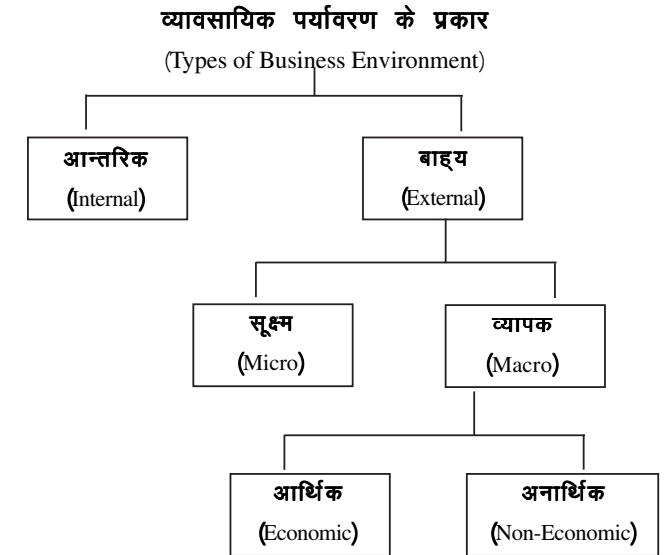 व्यावसायिक पर्यावरण के प्रकार
(Types of Business Environment)
आन्तरिक
(Internal)
बाह्य
(External)
सूक्ष्म
(Micro)
व्यापक
(Macro)
आर्थिक
(Economic)
अनार्थिक
(Non-Economic)